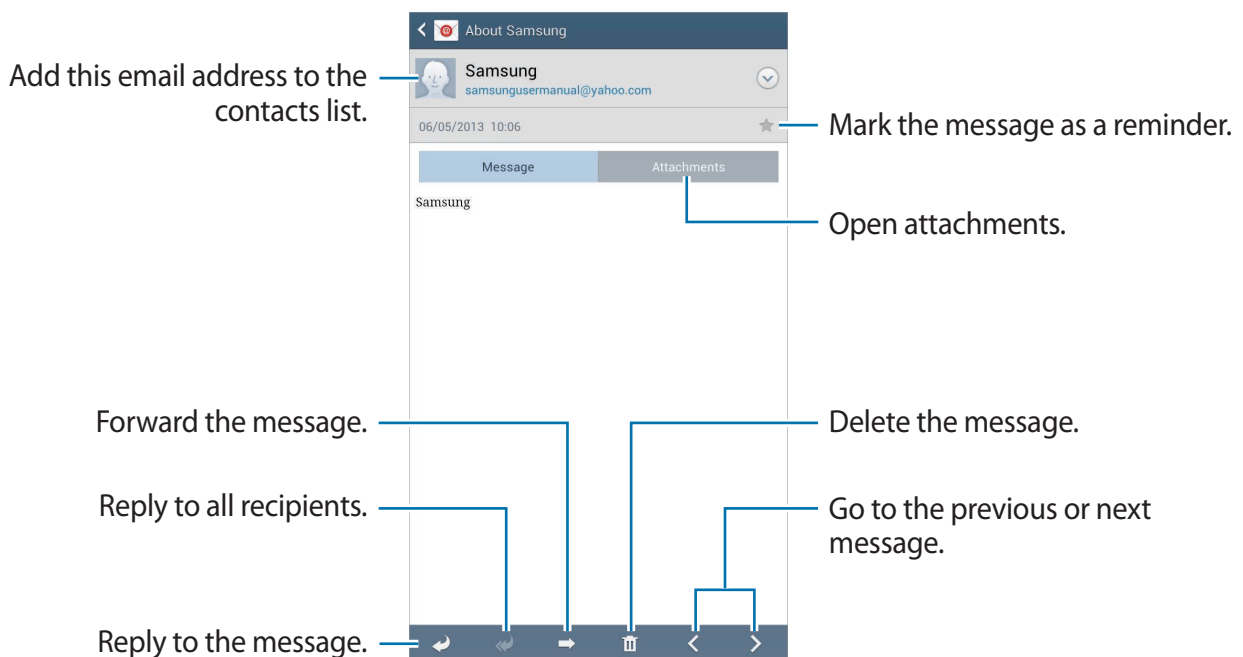 About Samsung
Add this email address to the
contacts list.
Samsung
samsungusermanual@yahoo.com
06/05/2013 10:06
Mark the message as a reminder.
Message
Attachments
Samsung
Open attachments.
Forward the message.
Delete the message.
Reply to all recipients.
Go to the previous or next
message.
Reply to the message.